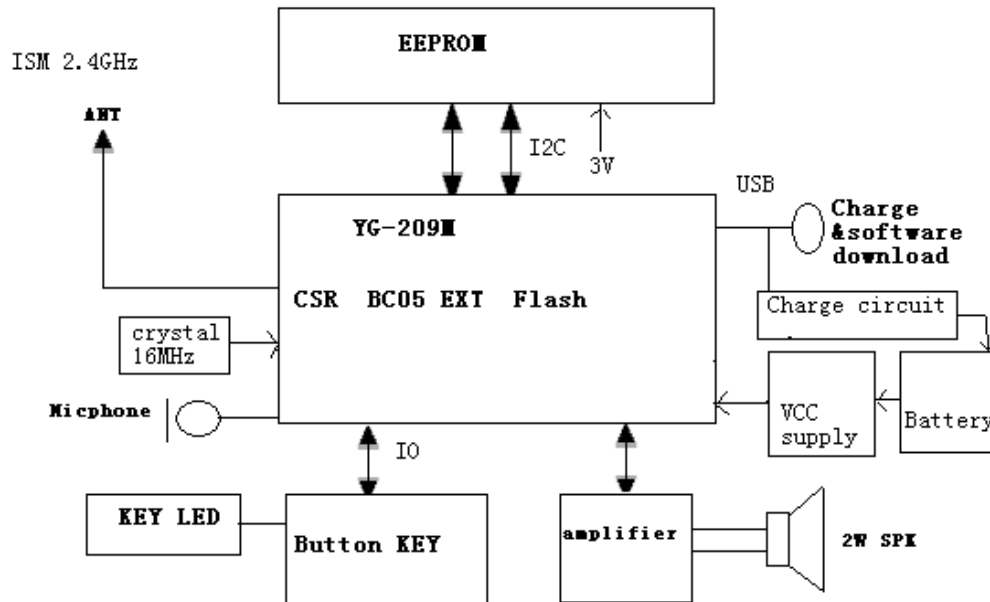 EEPROM
ISM 2.4GHz
ANT
I2C
3V
USB
YG-209M
Charge
&software
download
CSR BC05 EXT Flash
Charge circuit
crystal
16MHz
Micphone
VCC
supply
Battery
IO
KEY LED
Button KEY
amplifier
2W SPK